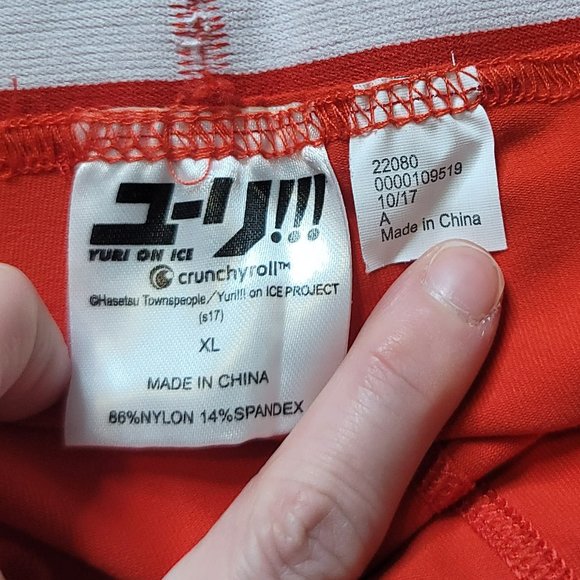 ユーリ!!!
YURI ON ICE
crunchyroll™
©Hasetsu Townspeople/Yuri!!! on ICE PROJECT
(s17)
XL
MADE IN CHINA
86%NYLON 14%SPANDEX
22080
0000109519
10/17
A
Made in China